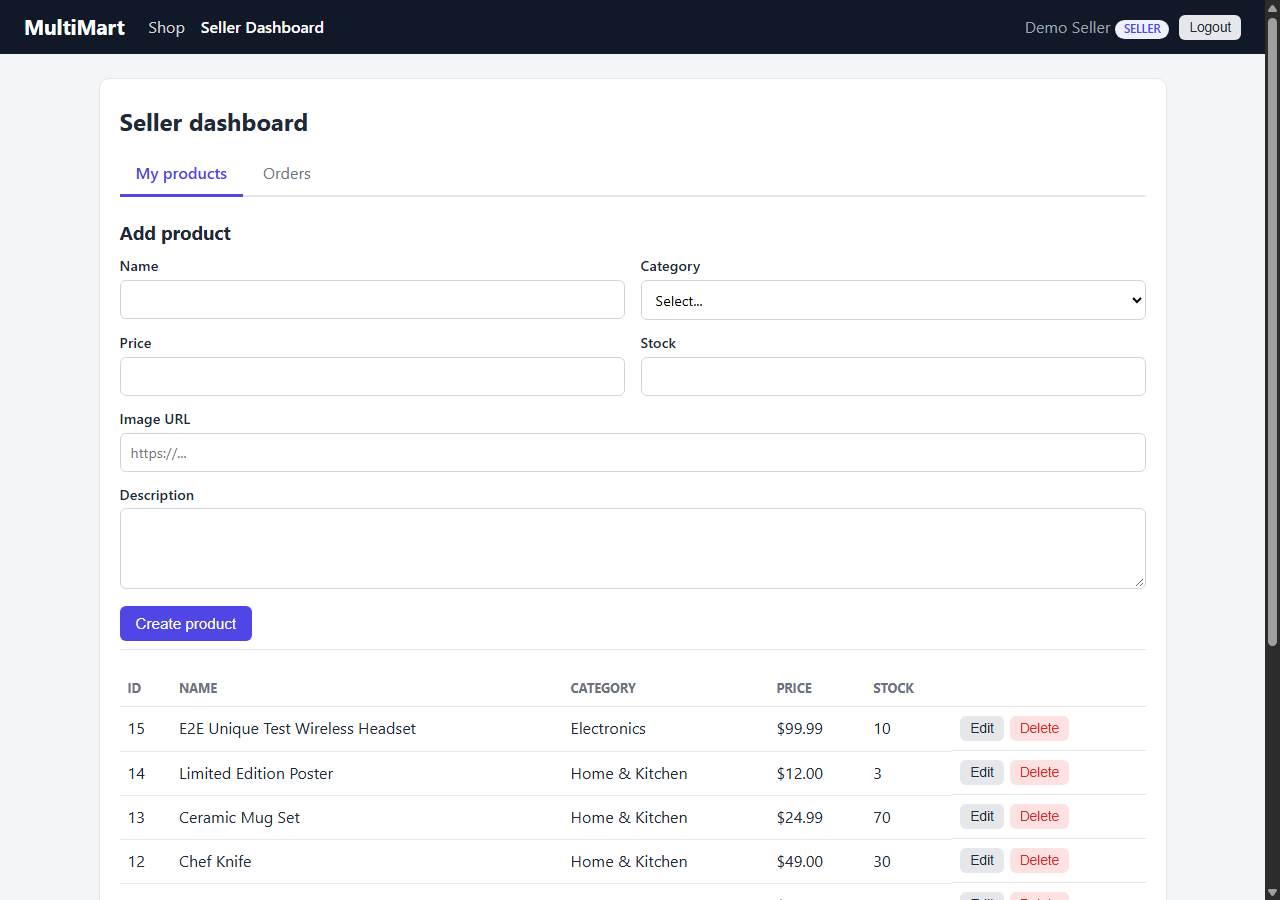 MultiMart Shop Seller Dashboard Demo Seller SELLER Logout
Seller dashboard
My products Orders
Add product
Name Category
Select...
Price Stock
Image URL
https://...
Description
Create product
ID NAME CATEGORY PRICE STOCK
15 E2E Unique Test Wireless Headset Electronics $99.99 10 Edit Delete
14 Limited Edition Poster Home & Kitchen $12.00 3 Edit Delete
13 Ceramic Mug Set Home & Kitchen $24.99 70 Edit Delete
12 Chef Knife Home & Kitchen $49.00 30 Edit Delete